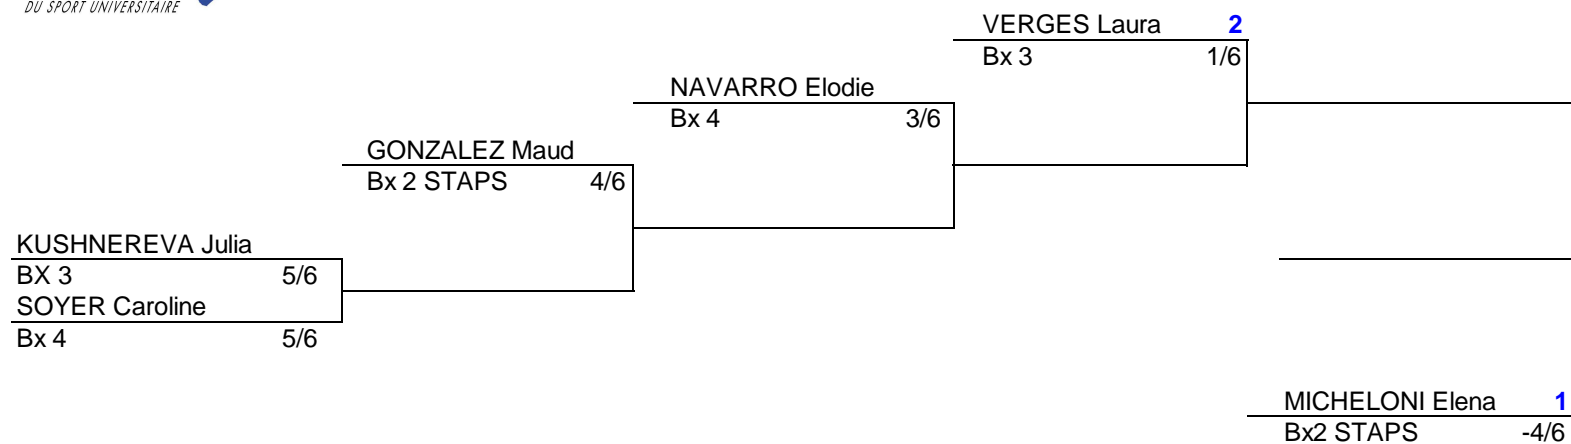 DU SPORT UNIVERSITAIRE
VERGES Laura 2
Bx 3 1/6
NAVARRO Elodie
Bx 4 3/6
GONZALEZ Maud
Bx 2 STAPS 4/6
KUSHNEREVA Julia
BX 3 5/6
SOYER Caroline
Bx 4 5/6
MICHELONI Elena 1
Bx2 STAPS -4/6